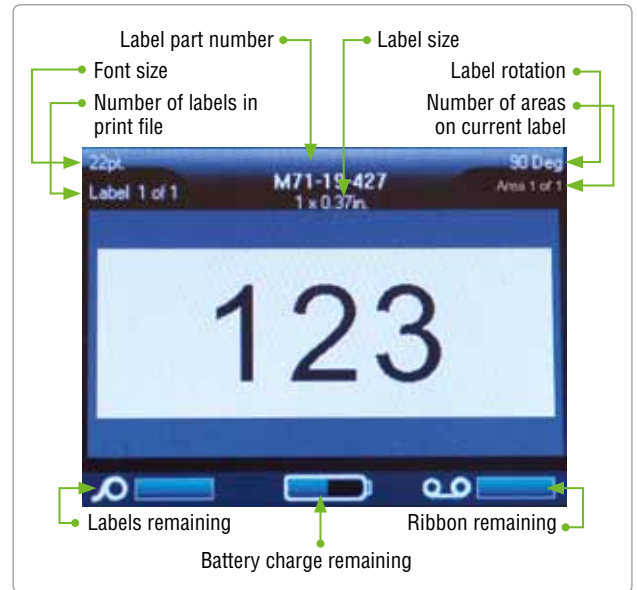 Label part number
Label size
Font size
Label rotation
Number of labels in
print file
Number of areas
on current label
22pt.
90 Deg
Label 1 of 1
M71-19-427
Area 1 of 1
1 x 0.37in.
123
Labels remaining
Ribbon remaining
Battery charge remaining